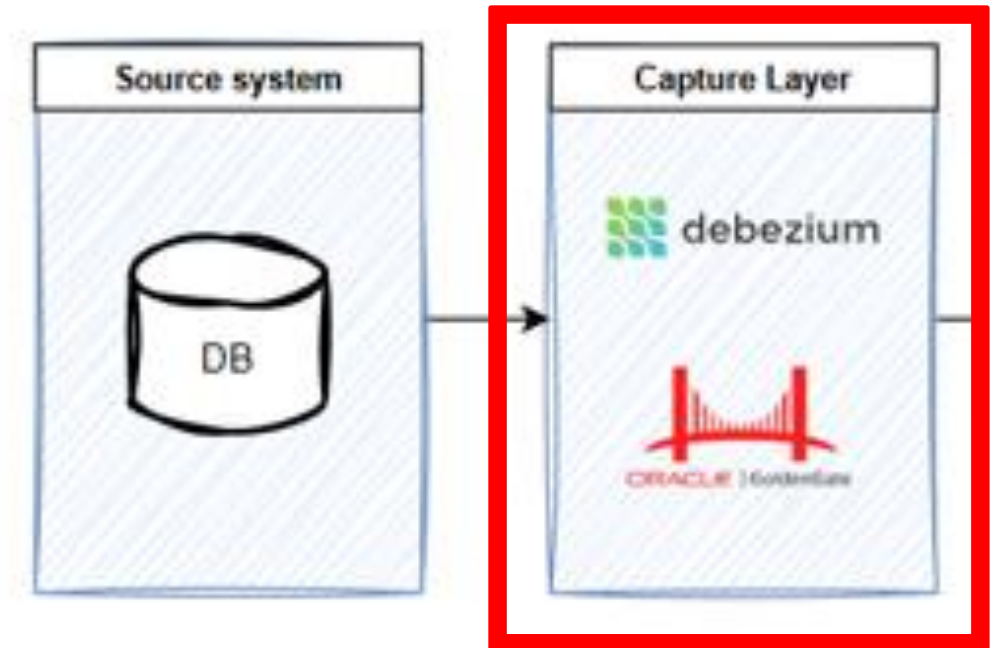 Source system
DB
Capture Layer
debezium
ORACLE | GoldenGate